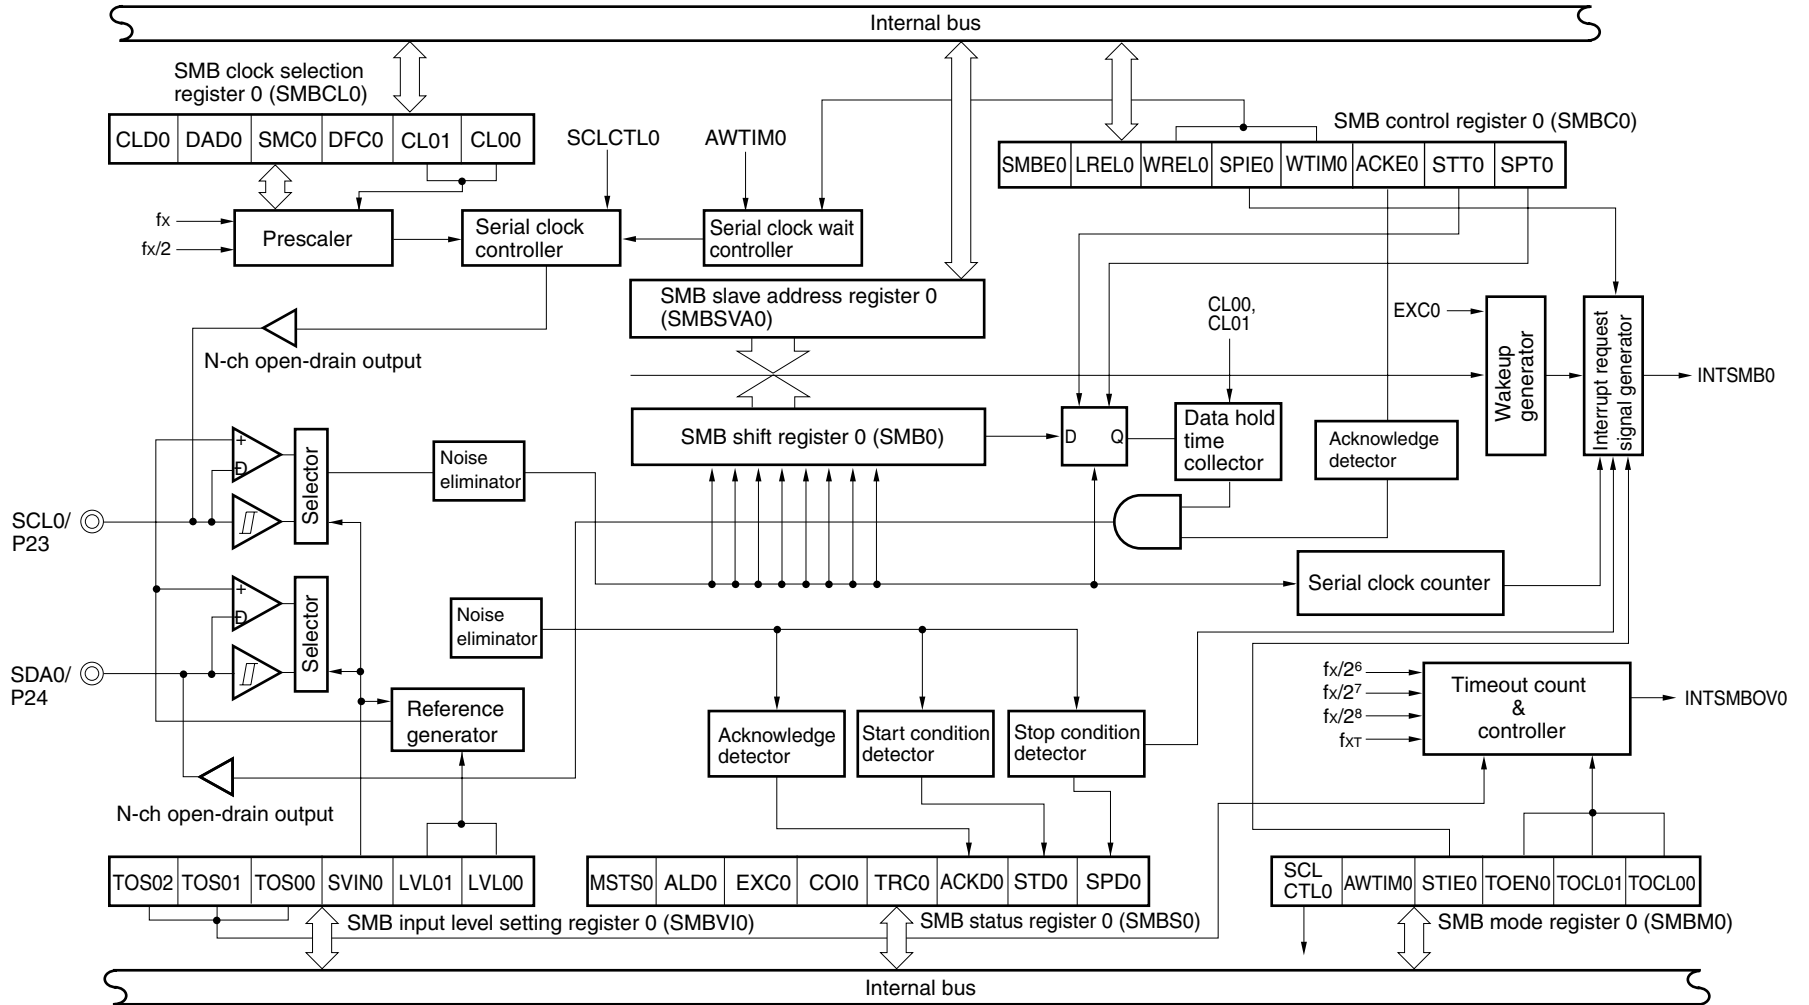 Internal bus
SMB clock selection
register 0 (SMBCL0)
CLD0 DAD0 SMC0 DFC0 CL01 CL00
SCLCTL0
AWTIM0
SMB control register 0 (SMBC0)
SMBE0 LREL0 WREL0 SPIE0 WTIM0 ACKE0 STT0 SPT0
fX
fX/2
Prescaler
Serial clock
controller
Serial clock wait
controller
SMB slave address register 0
(SMBSVA0)
CL00,
CL01
EXC0
Wakeup
generator
Interrupt request
signal generator
INTSMB0
N-ch open-drain output
SMB shift register 0 (SMB0)
D Q
Data hold
time
collector
Acknowledge
detector
+
D
Selector
Noise
eliminator
SCL0/
P23
Serial clock counter
+
D
Selector
Noise
eliminator
SDA0/
P24
Reference
generator
Acknowledge
detector
Start condition
detector
Stop condition
detector
fX/2⁶
fX/2⁷
fX/2⁸
fXT
Timeout count
&
controller
INTSMBOV0
N-ch open-drain output
TOS02 TOS01 TOS00 SVIN0 LVL01 LVL00
MSTS0 ALD0 EXC0 COI0 TRC0 ACKD0 STD0 SPD0
SCL
CTL0
AWTIM0 STIE0 TOEN0 TOCL01 TOCL00
SMB input level setting register 0 (SMBVI0)
SMB status register 0 (SMBS0)
SMB mode register 0 (SMBM0)
Internal bus